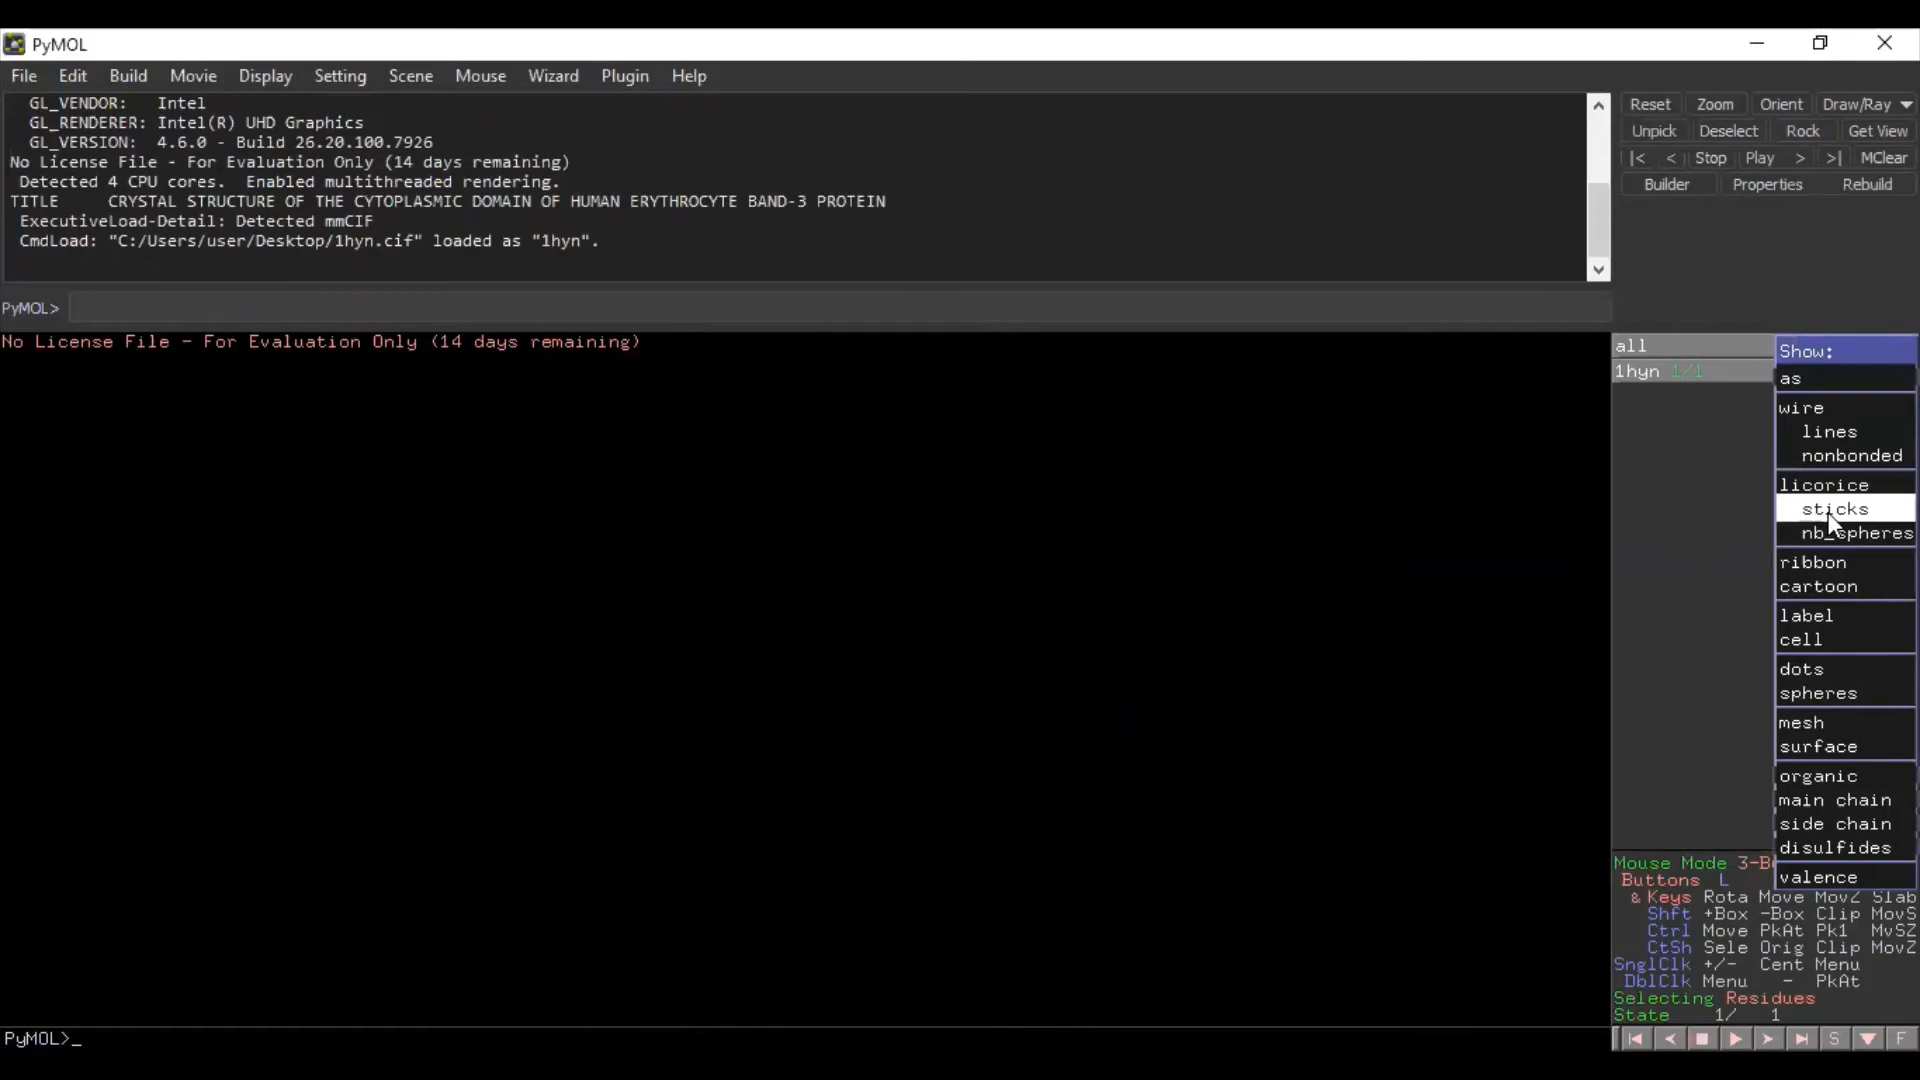 PyMOL
File Edit Build Movie Display Setting Scene Mouse Wizard Plugin Help
GL_VENDOR: Intel
GL_RENDERER: Intel(R) UHD Graphics
GL_VERSION: 4.6.0 - Build 26.20.100.7926
No License File - For Evaluation Only (14 days remaining)
Detected 4 CPU cores. Enabled multithreaded rendering.
TITLE CRYSTAL STRUCTURE OF THE CYTOPLASMIC DOMAIN OF HUMAN ERYTHROCYTE BAND-3 PROTEIN
ExecutiveLoad-Detail: Detected mmCIF
CmdLoad: "C:/Users/user/Desktop/1hyn.cif" loaded as "1hyn".
PyMOL>
Reset Zoom Orient Draw/Ray
Unpick Deselect Rock Get View
|< < Stop Play > >| MClear
Builder Properties Rebuild
No License File - For Evaluation Only (14 days remaining)
all
1hyn 1/1
Show:
as
wire
lines
nonbonded
licorice
sticks
nb_spheres
ribbon
cartoon
label
cell
dots
spheres
mesh
surface
organic
main chain
side chain
disulfides
valence
Mouse Mode 3-B
Buttons L
& Keys Rota Move MovZ Slab
Shft +Box -Box Clip MovS
Ctrl Move PkAt Pk1 MvSZ
CtSh Sele Orig Clip MovZ
SnglClk +/- Cent Menu
DblClk Menu - PkAt
Selecting Residues
State 1/ 1
PyMOL>_
S F